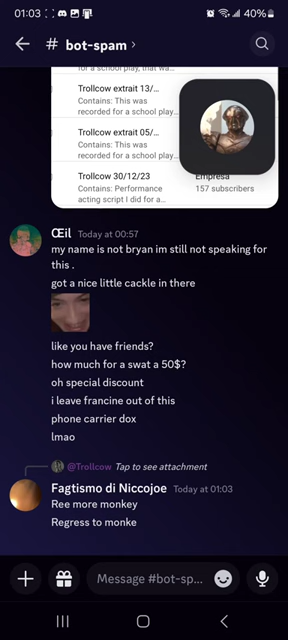 01:03
40%
# bot-spam
for a school play, tha
Trollcow extrait 13/...
Contains: This was
recorded for a school play...
Trollcow extrait 05/...
Contains: This was
recorded for a school play...
Trollcow 30/12/23
Contains: Performance
acting script I did for a...
Empresa
157 subscribers
Œil Today at 00:57
my name is not bryan im still not speaking for
this .
got a nice little cackle in there
like you have friends?
how much for a swat a 50$?
oh special discount
i leave francine out of this
phone carrier dox
lmao
@Trollcow Tap to see attachment
Fagtismo di Niccojoe Today at 01:03
Ree more monkey
Regress to monke
Message #bot-sp...